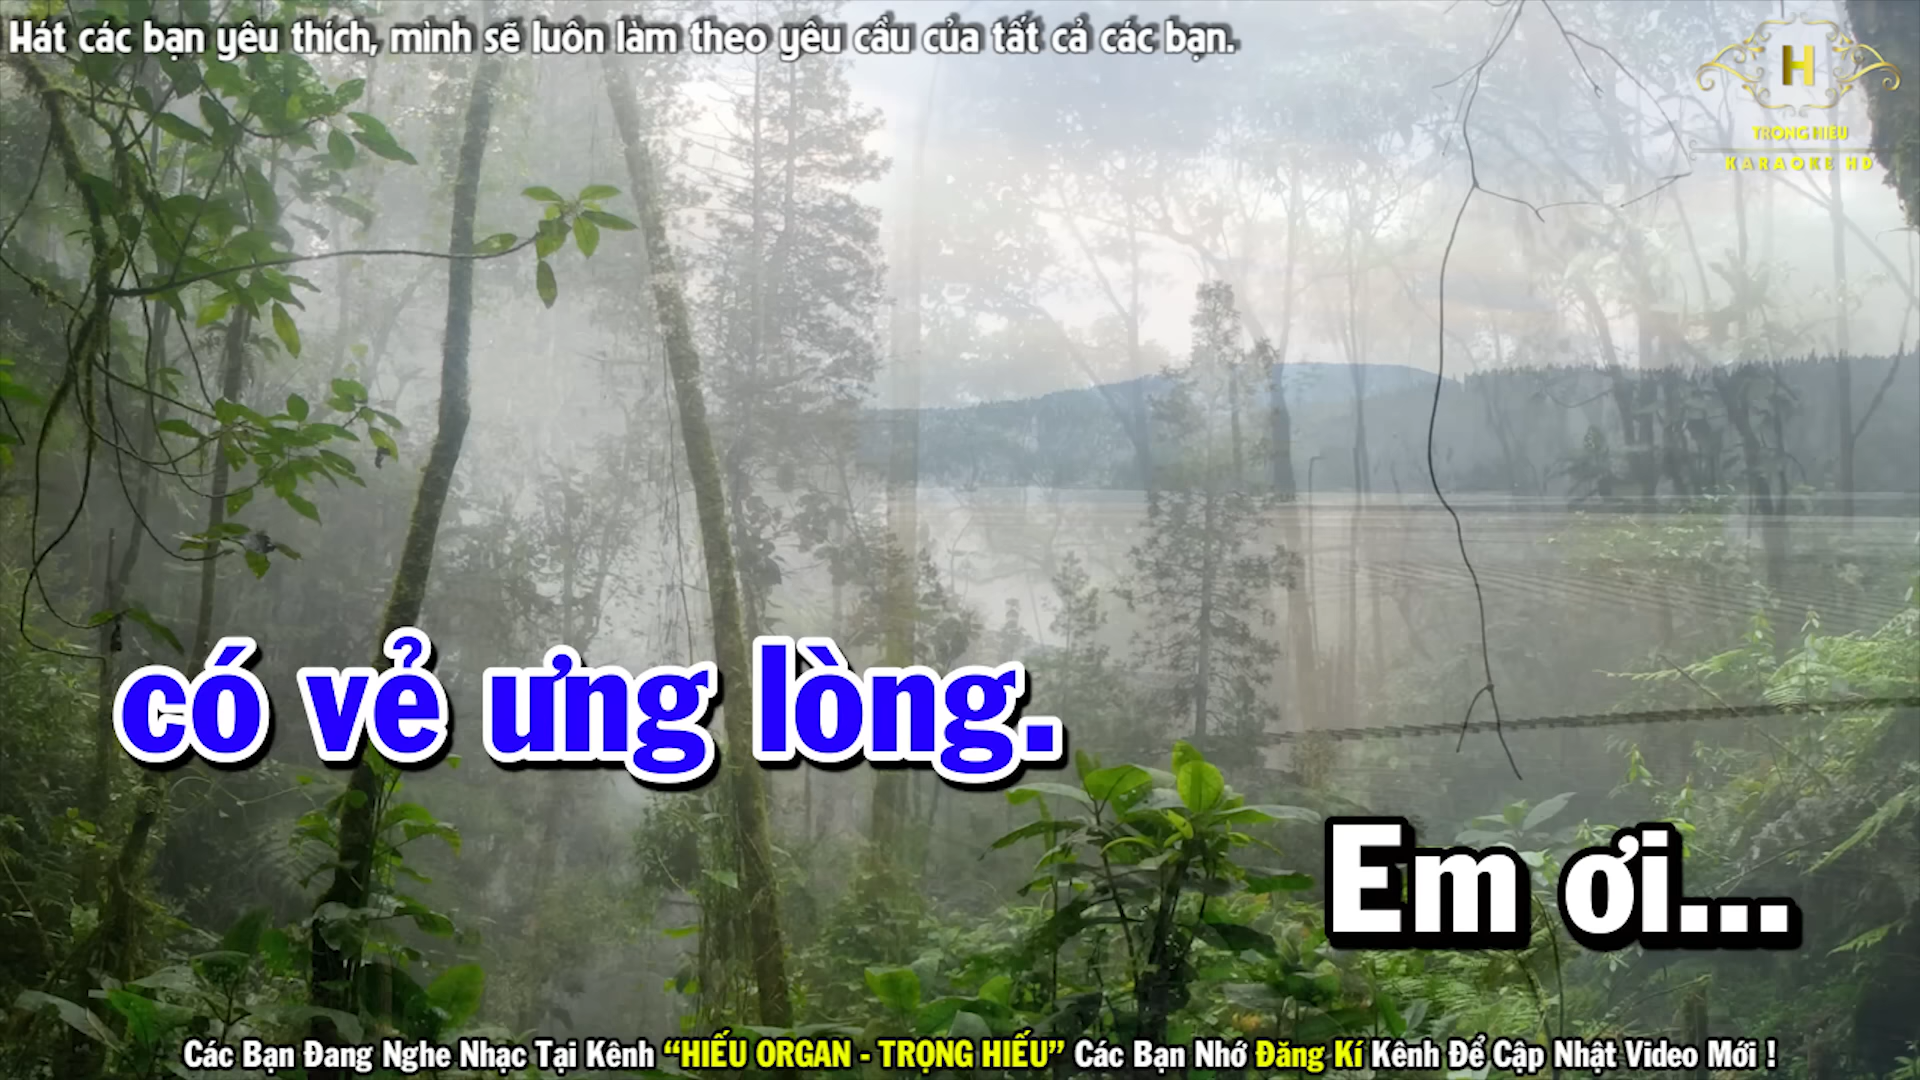 Hát các bạn yêu thích, mình sẽ luôn làm theo yêu cầu của tất cả các bạn.
H
TRỌNG HIẾU
KARAOKE HD
có vẻ ưng lòng.
Em ơi...
Các Bạn Đang Nghe Nhạc Tại Kênh “HIẾU ORGAN - TRỌNG HIẾU” Các Bạn Nhớ Đăng Kí Kênh Để Cập Nhật Video Mới !